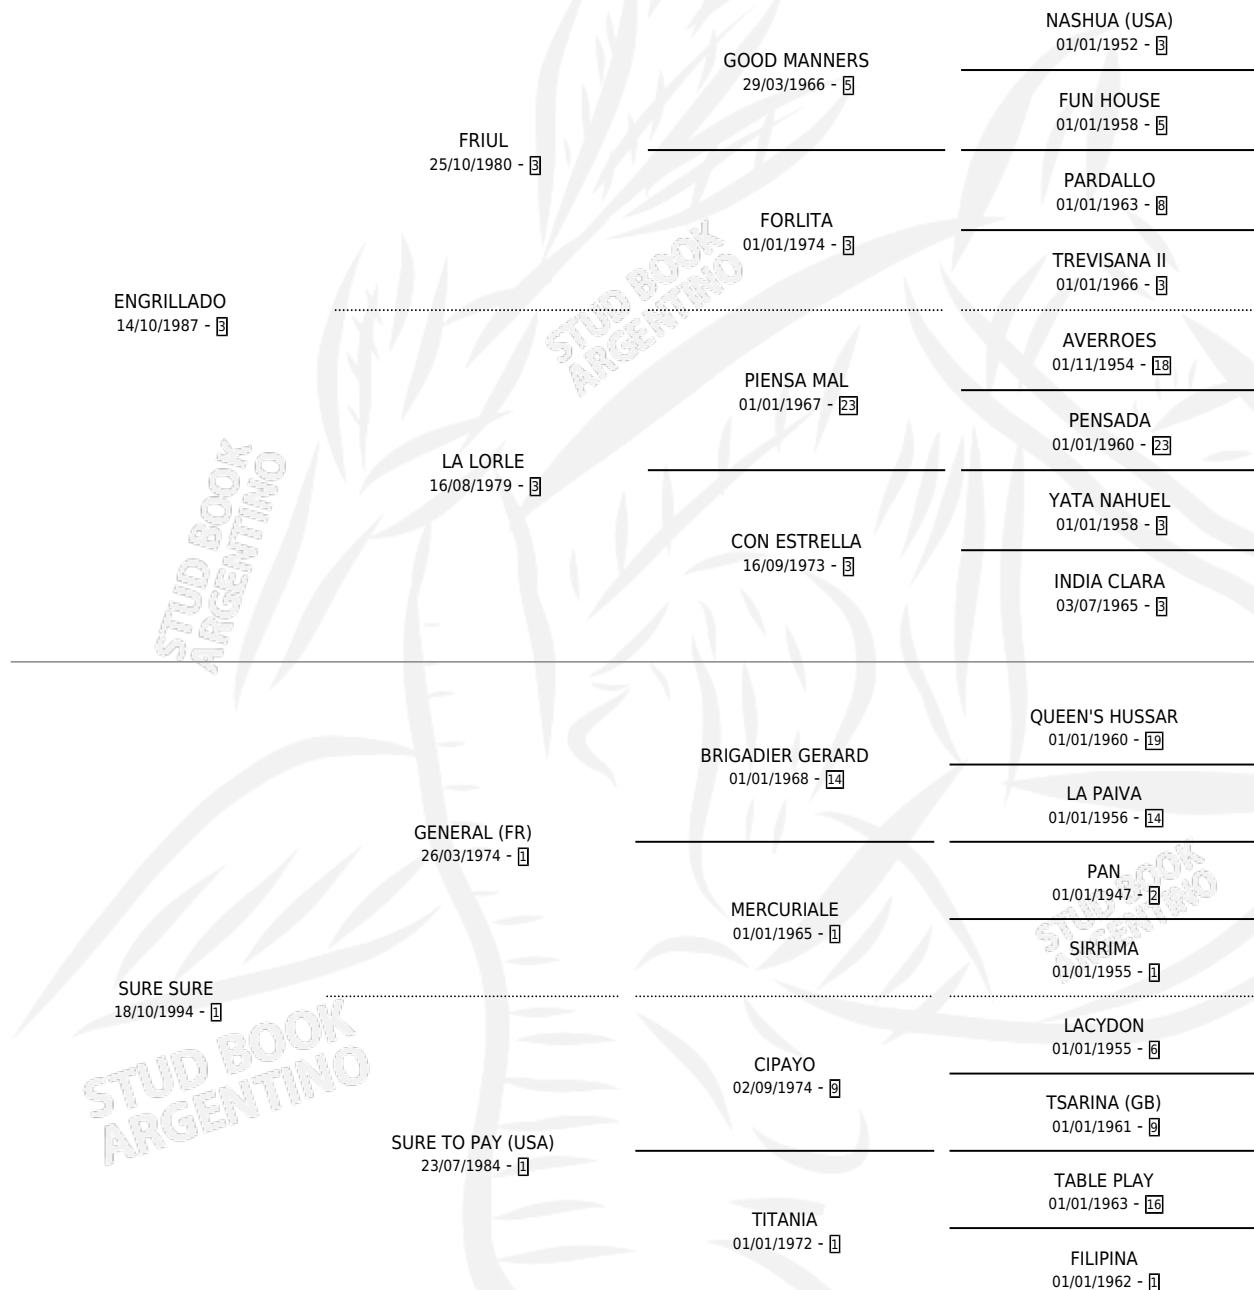 NASHUA (USA)
01/01/1952 - 3
GOOD MANNERS
29/03/1966 - 5
FUN HOUSE
01/01/1958 - 5
FRIUL
25/10/1980 - 3
PARDALLO
01/01/1963 - 8
FORLITA
01/01/1974 - 3
TREVISANA II
01/01/1966 - 3
ENGRILLADO
14/10/1987 - 3
AVERROES
01/11/1954 - 18
PIENSA MAL
01/01/1967 - 23
PENSADA
01/01/1960 - 23
LA LORLE
16/08/1979 - 3
YATA NAHUEL
01/01/1958 - 3
CON ESTRELLA
16/09/1973 - 3
INDIA CLARA
03/07/1965 - 3
QUEEN'S HUSSAR
01/01/1960 - 19
BRIGADIER GERARD
01/01/1968 - 14
LA PAIVA
01/01/1956 - 14
GENERAL (FR)
26/03/1974 - 1
PAN
01/01/1947 - 2
MERCURIALE
01/01/1965 - 1
SIRRIMA
01/01/1955 - 1
SURE SURE
18/10/1994 - 1
LACYDON
01/01/1955 - 6
CIPAYO
02/09/1974 - 9
TSARINA (GB)
01/01/1961 - 9
SURE TO PAY (USA)
23/07/1984 - 1
TABLE PLAY
01/01/1963 - 16
TITANIA
01/01/1972 - 1
FILIPINA
01/01/1962 - 1
STUD BOOK
ARGENTINO
STUD BOOK
ARGENTINO
STUD BOOK
ARGENTINO
STUD BOOK
ARGENTINO